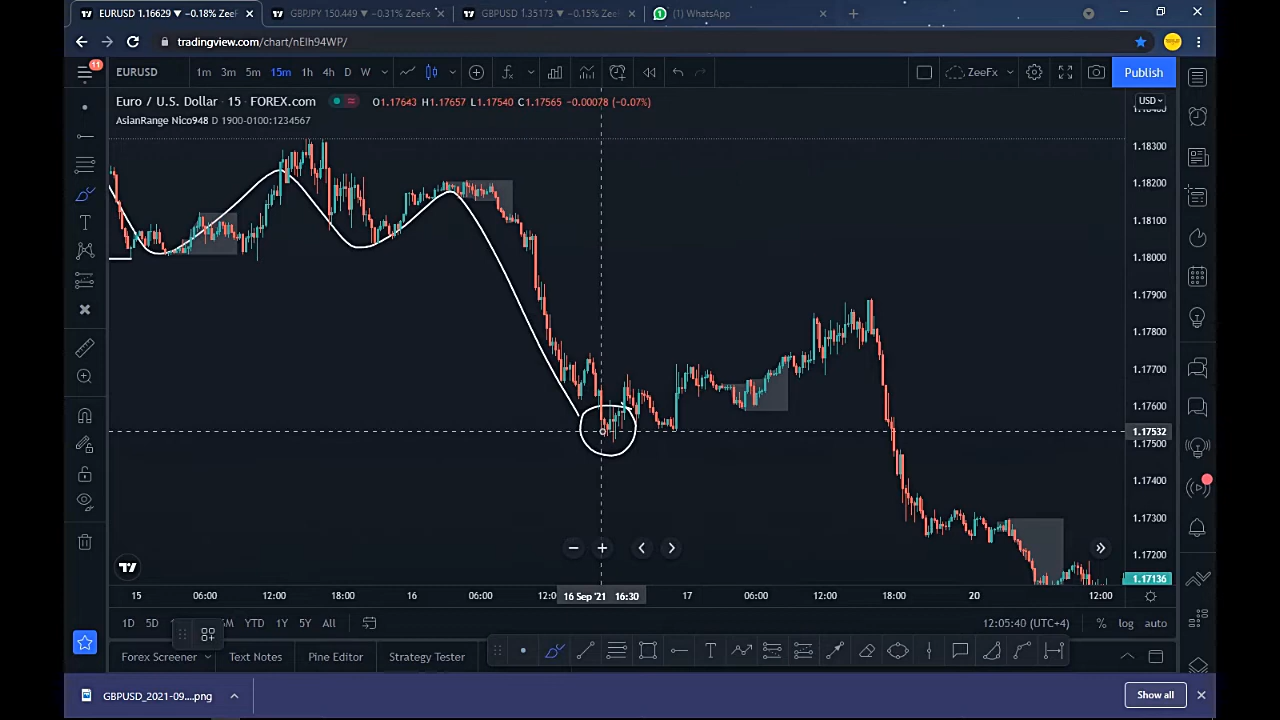 EURUSD 1.16629 ▼ −0.18% ZeeF
GBPJPY 150.449 ▼ −0.31% ZeeFx
GBPUSD 1.35173 ▼ −0.15% ZeeF
(1) WhatsApp
tradingview.com/chart/nEIh94WP/
11
EURUSD 1m 3m 5m 15m 1h 4h D W
ZeeFx
Publish
Euro / U.S. Dollar · 15 · FOREX.com O1.17643 H1.17657 L1.17540 C1.17565 −0.00078 (−0.07%)
AsianRange Nico948 D 1900-0100:1234567
USD
1.18300
1.18200
1.18100
1.18000
1.17900
1.17800
1.17700
1.17600
1.17532
1.17500
1.17400
1.17300
1.17200
1.17136
15 06:00 12:00 18:00 16 06:00 12:0 16 Sep '21 16:30 17 06:00 12:00 18:00 20 12:00
1D 5D M YTD 1Y 5Y All
12:05:40 (UTC+4) % log auto
Forex Screener Text Notes Pine Editor Strategy Tester
GBPUSD_2021-09....png
Show all